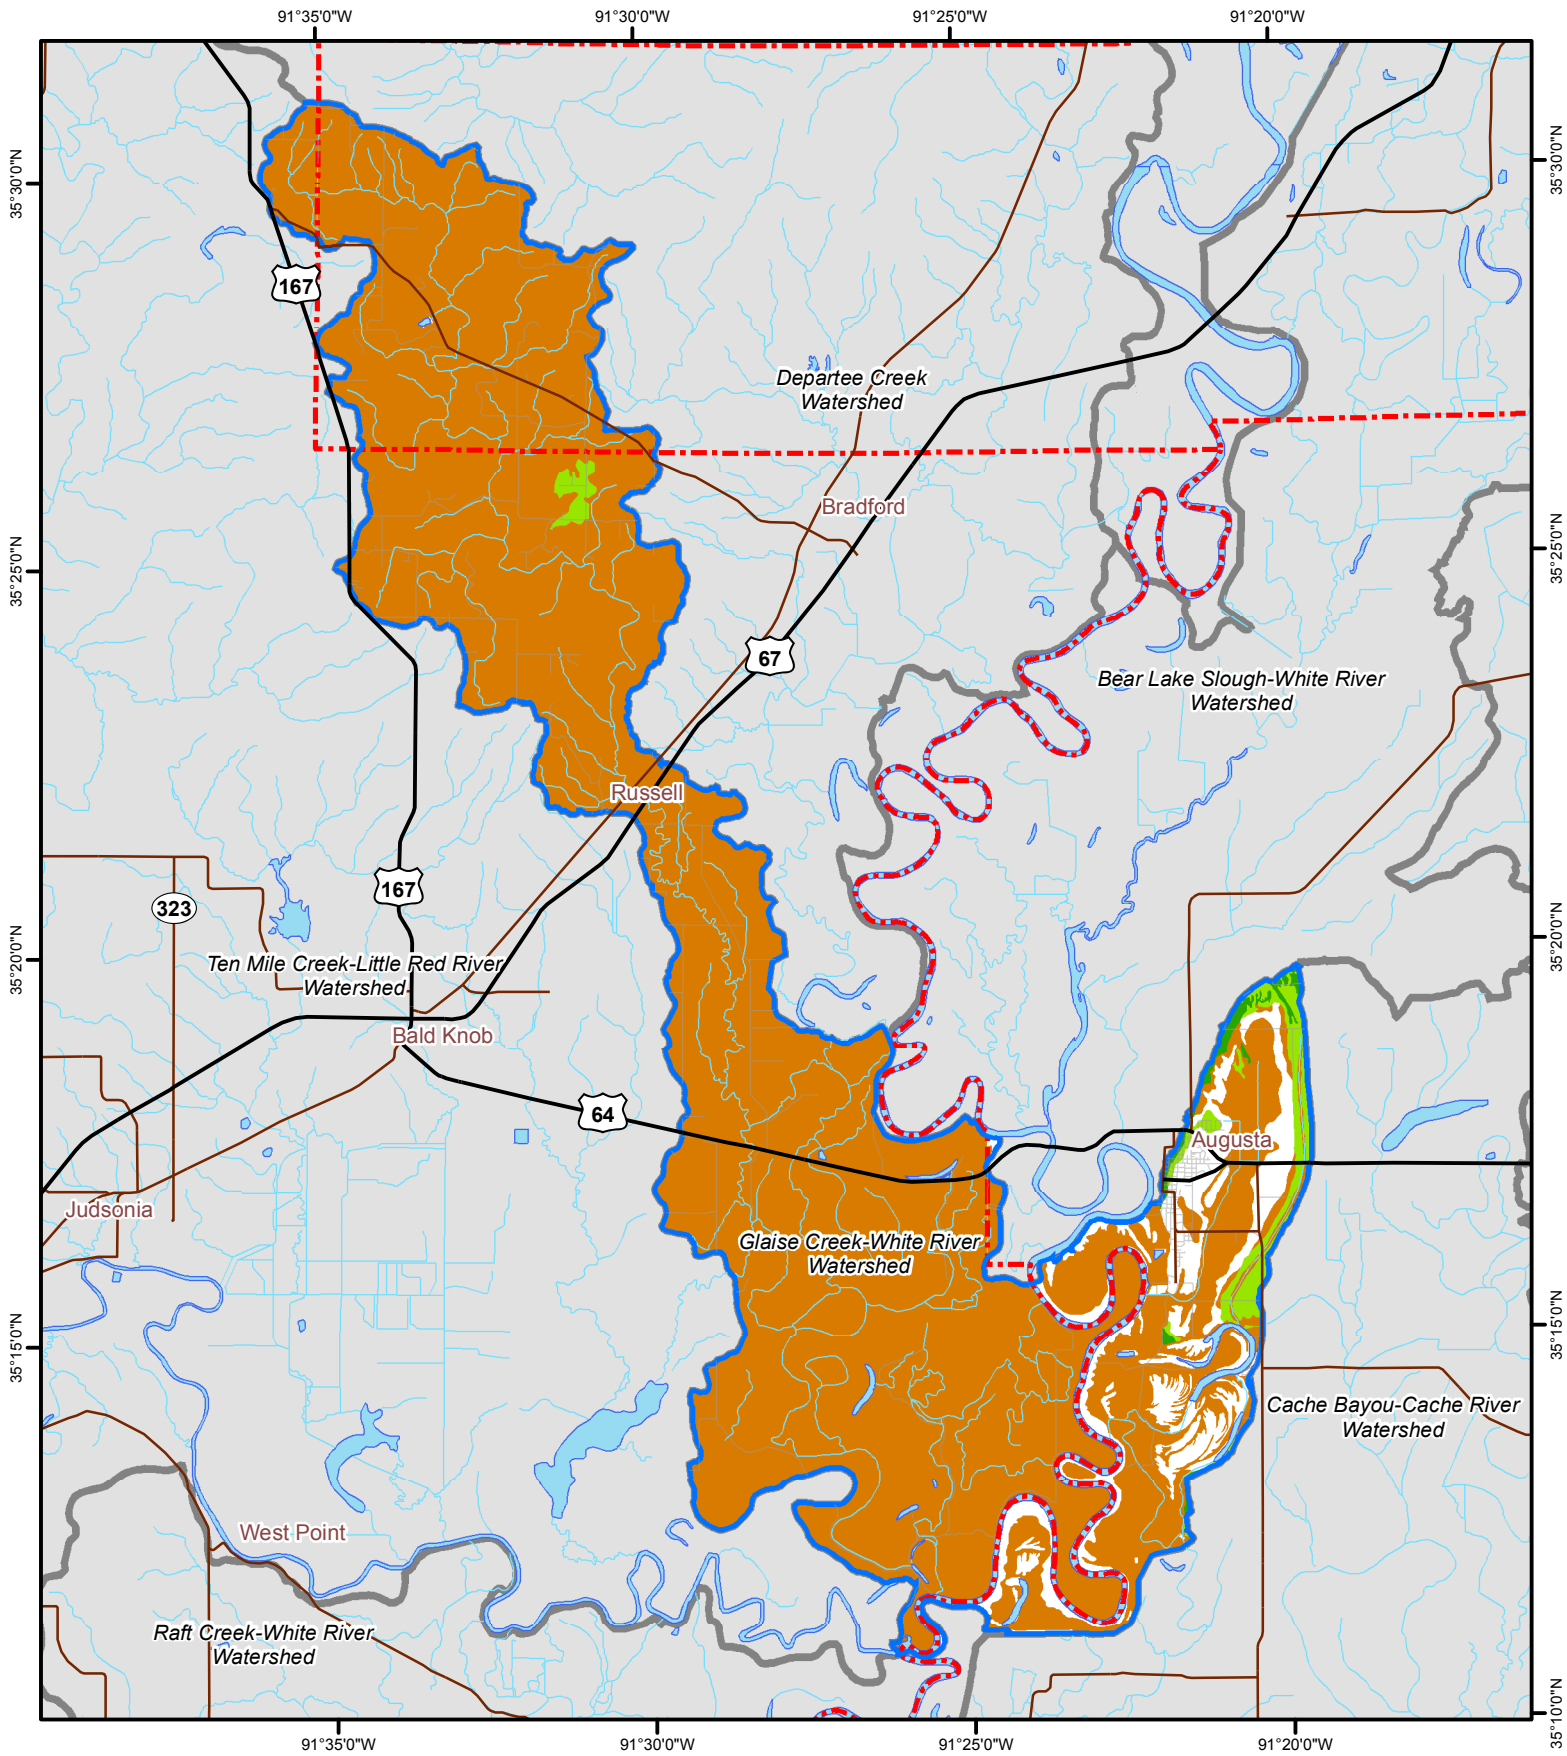 91°35'0"W
91°30'0"W
91°25'0"W
91°20'0"W
35°30'0"N
35°30'0"N
167
Departee Creek
Watershed
Bradford
35°25'0"N
35°25'0"N
67
Bear Lake Slough-White River
Watershed
Russell
167
323
35°20'0"N
35°20'0"N
Ten Mile Creek-Little Red River
Watershed
Bald Knob
64
Augusta
Judsonia
Glaise Creek-White River
Watershed
35°15'0"N
35°15'0"N
Cache Bayou-Cache River
Watershed
West Point
Raft Creek-White River
Watershed
35°10'0"N
91°35'0"W
91°30'0"W
91°25'0"W
91°20'0"W